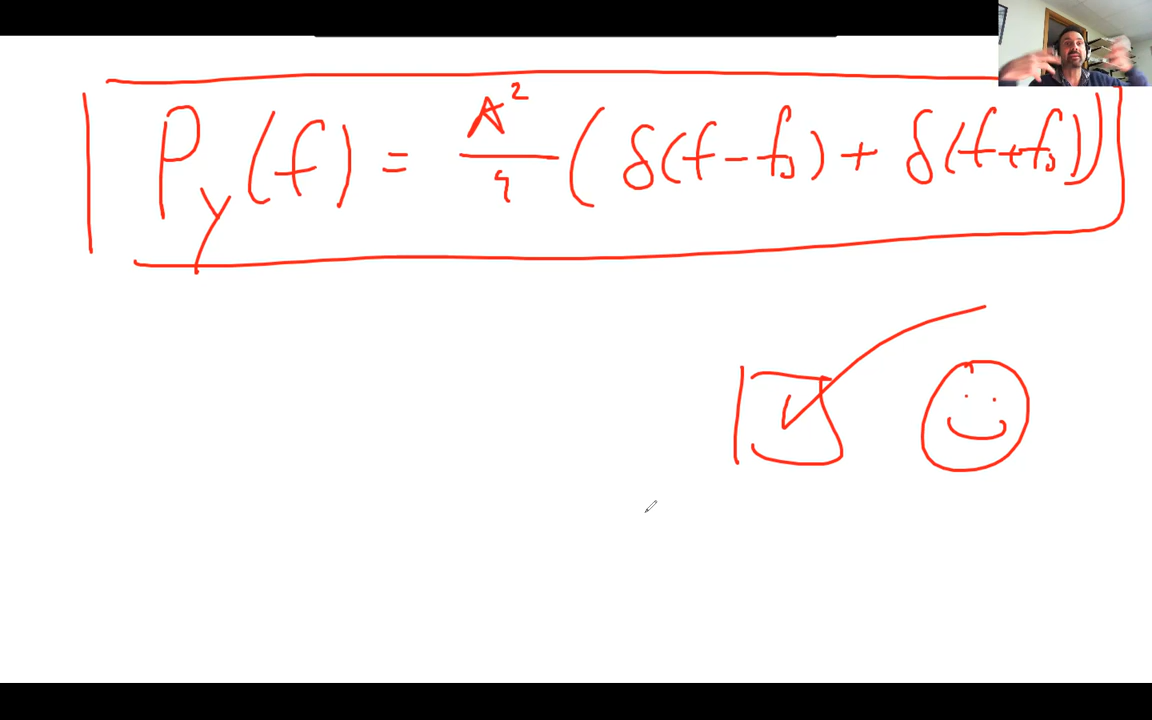 P_y(f) = A²/4 (δ(f-f₀) + δ(f+f₀))